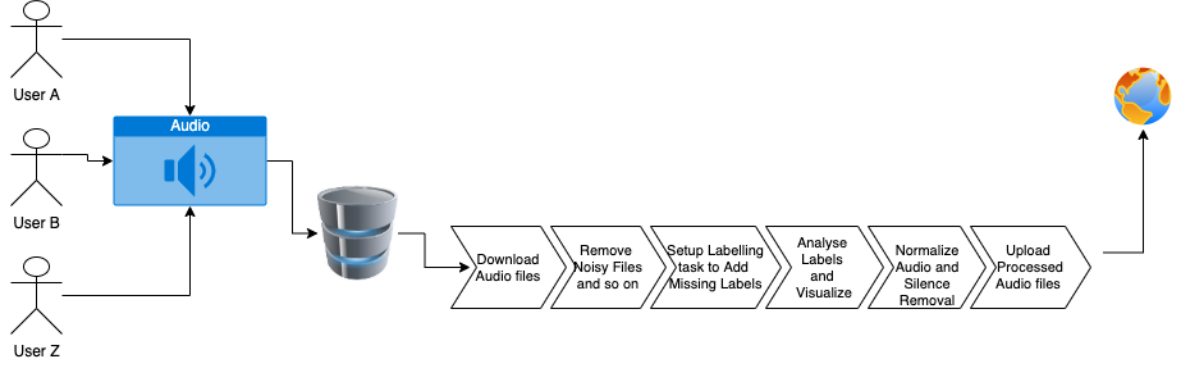 User A
Audio
User B
User Z
Download
Audio files
Remove
Noisy Files
and so on
Setup Labelling
task to Add
Missing Labels
Analyse
Labels
and
Visualize
Normalize
Audio and
Silence
Removal
Upload
Processed
Audio files